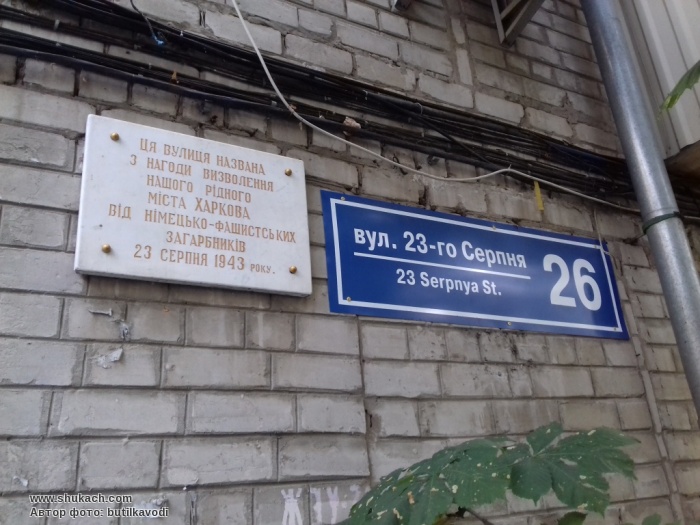 ЦЯ ВУЛИЦЯ НАЗВАНА
З НАГОДИ ВИЗВОЛЕННЯ
НАШОГО РІДНОГО
МІСТА ХАРКОВА
ВІД НІМЕЦЬКО-ФАШИСТСЬКИХ
ЗАГАРБНИКІВ
23 СЕРПНЯ 1943 РОКУ.
вул. 23-го Серпня
23 Serpnya St.
26
www.shukach.com
Автор фото: butilkavodi